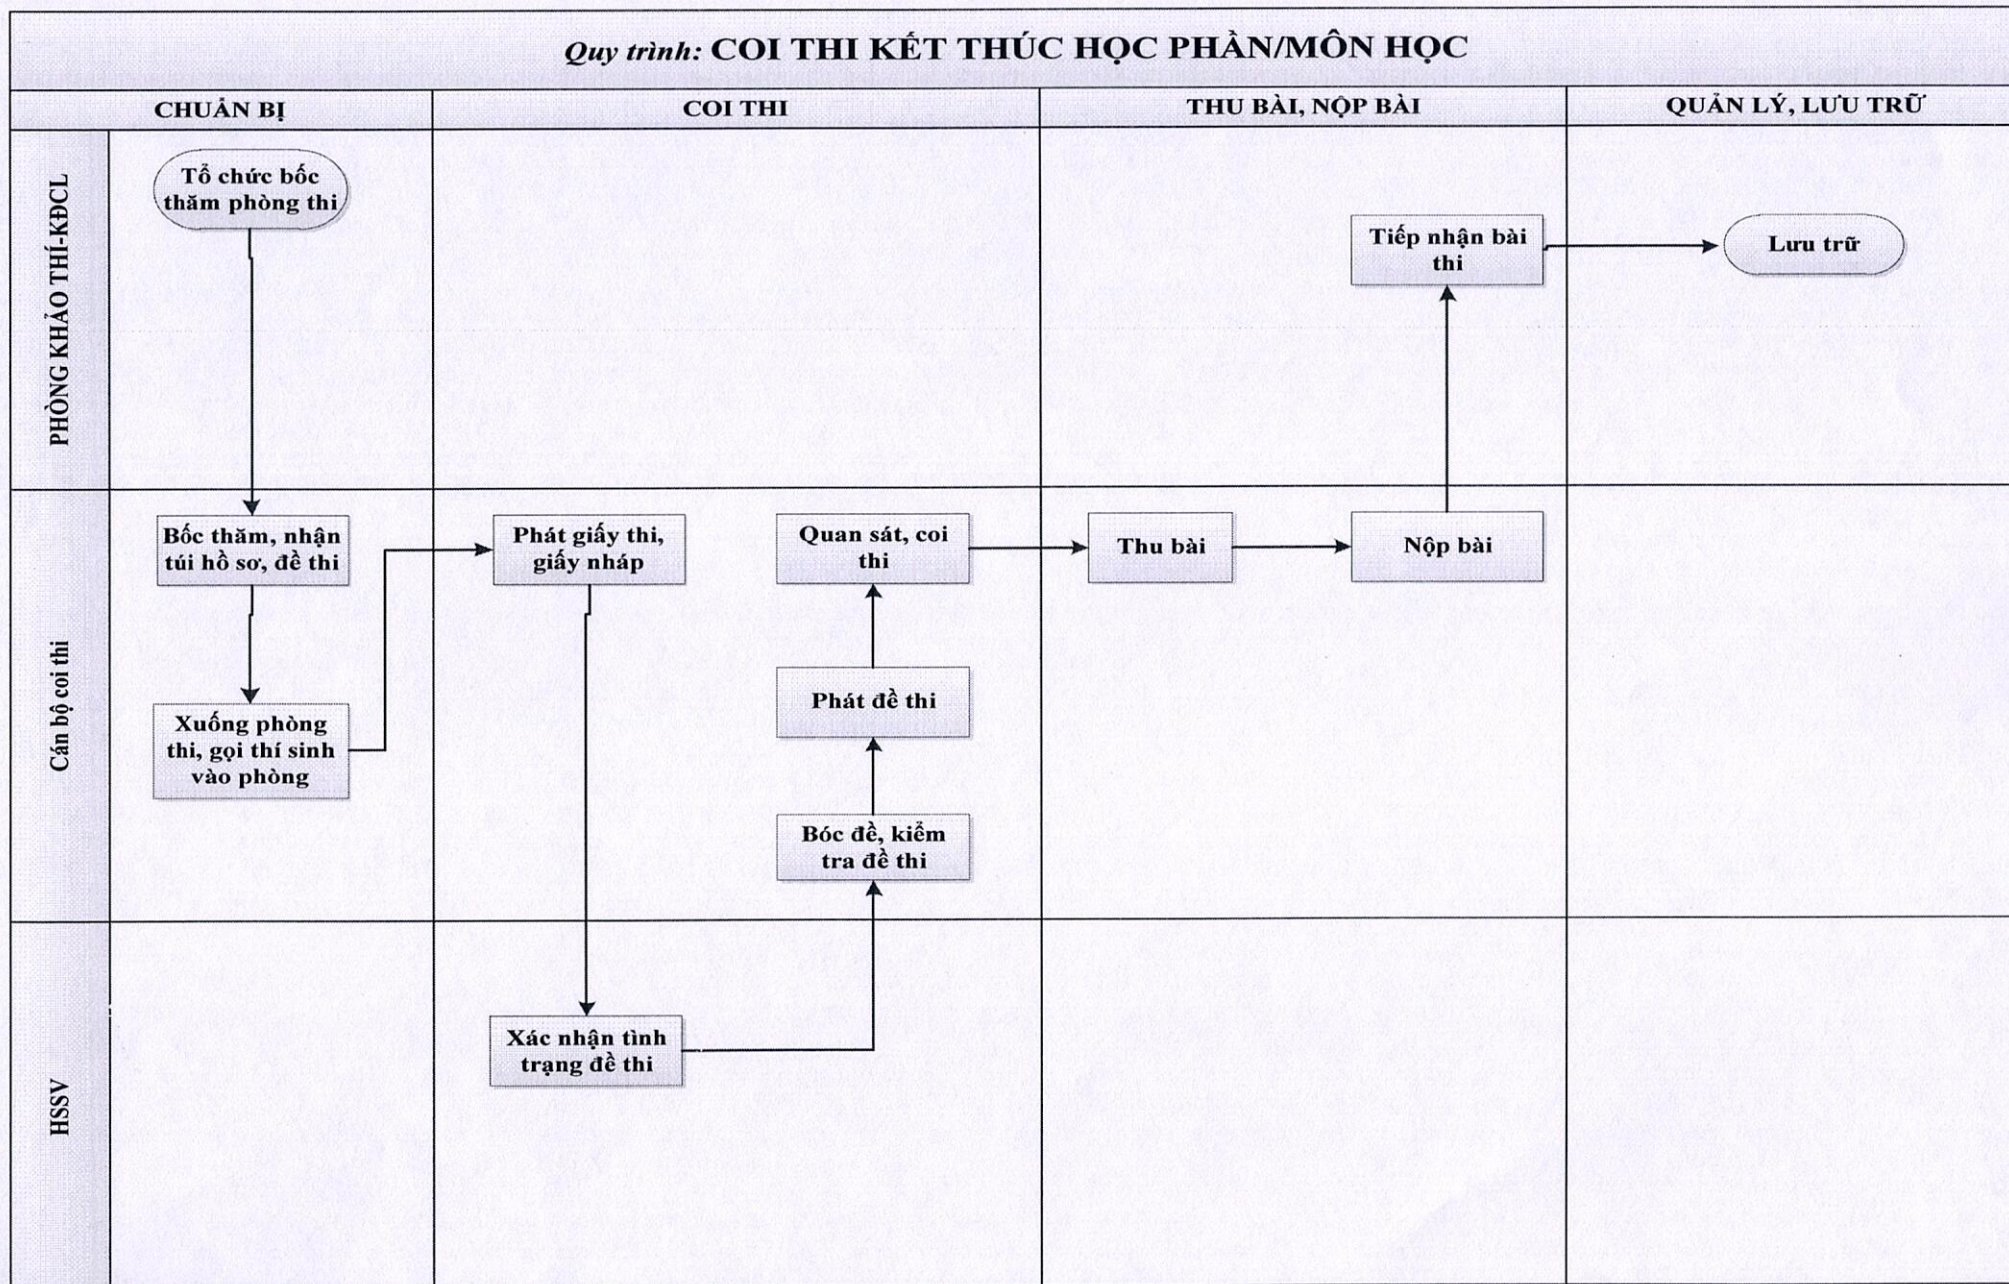 Quy trình: COI THI KẾT THÚC HỌC PHẦN/MÔN HỌC
CHUẨN BỊ
COI THI
THU BÀI, NỘP BÀI
QUẢN LÝ, LƯU TRỮ
PHÒNG KHẢO THÍ-KĐCL
Tổ chức bốc
thăm phòng thi
Tiếp nhận bài
thi
Lưu trữ
Cán bộ coi thi
Bốc thăm, nhận
túi hồ sơ, đề thi
Phát giấy thi,
giấy nháp
Quan sát, coi
thi
Thu bài
Nộp bài
Xuống phòng
thi, gọi thí sinh
vào phòng
Phát đề thi
Bóc đề, kiểm
tra đề thi
HSSV
Xác nhận tình
trạng đề thi